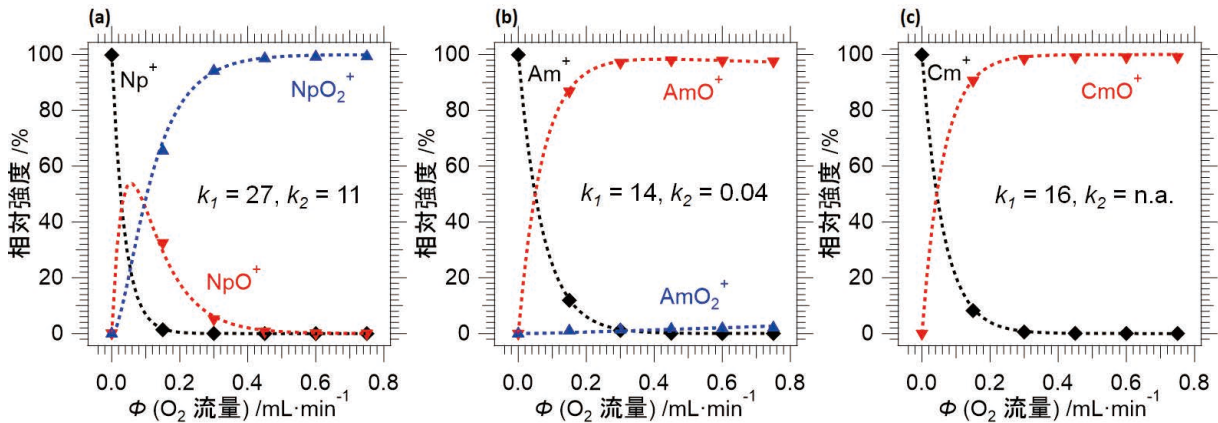 (a)
100
80
60
40
20
0
相対強度 /%
Np⁺
NpO₂⁺
k₁ = 27, k₂ = 11
NpO⁺
0.0 0.2 0.4 0.6 0.8
Φ (O₂ 流量) /mL·min⁻¹
(b)
100
80
60
40
20
0
相対強度 /%
Am⁺
AmO⁺
k₁ = 14, k₂ = 0.04
AmO₂⁺
0.0 0.2 0.4 0.6 0.8
Φ (O₂ 流量) /mL·min⁻¹
(c)
100
80
60
40
20
0
相対強度 /%
Cm⁺
CmO⁺
k₁ = 16, k₂ = n.a.
0.0 0.2 0.4 0.6 0.8
Φ (O₂ 流量) /mL·min⁻¹